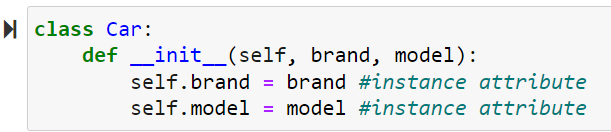 class Car:
    def __init__(self, brand, model):
        self.brand = brand #instance attribute
        self.model = model #instance attribute